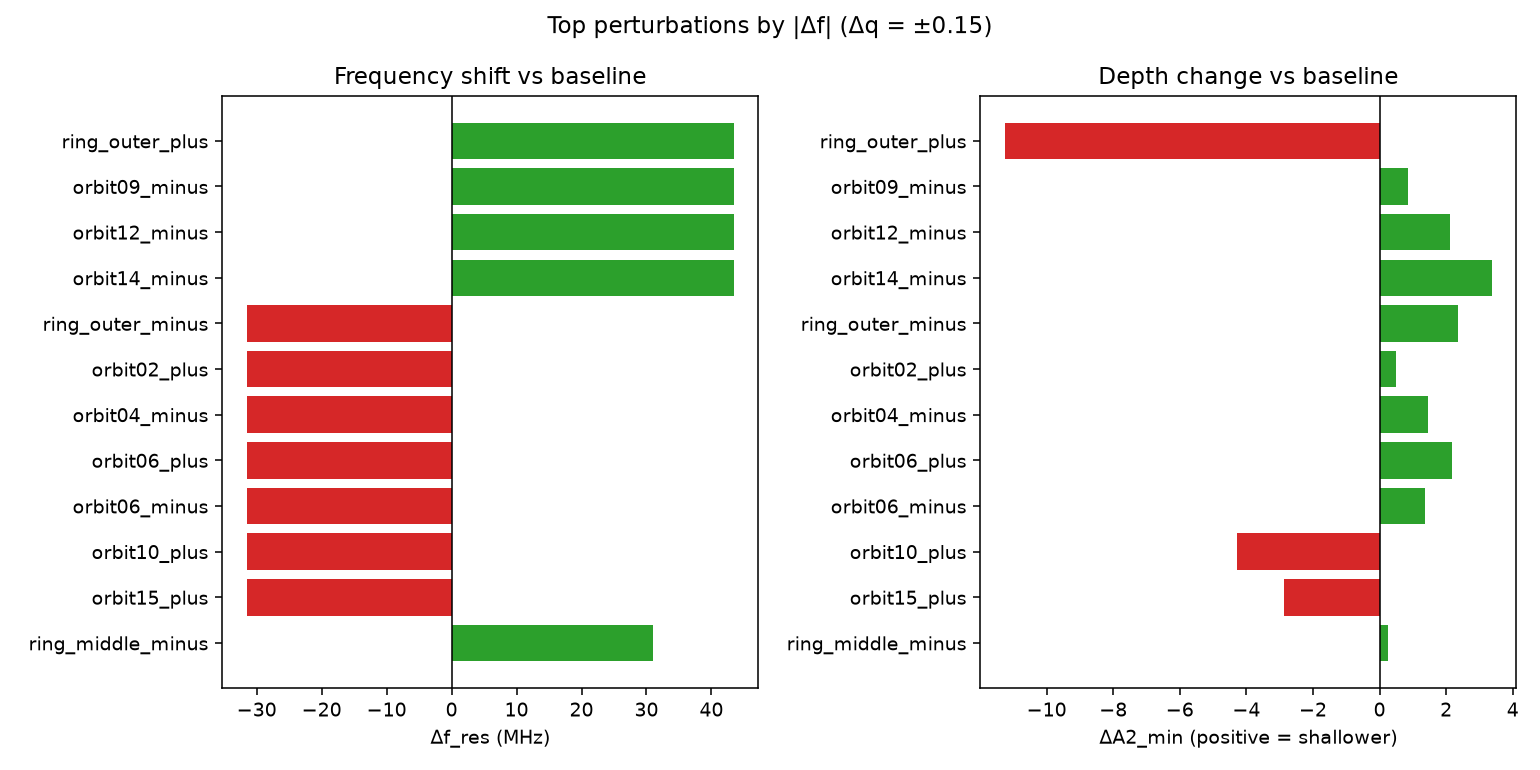 Top perturbations by |Δf| (Δq = ±0.15)
Frequency shift vs baseline
ring_outer_plus
orbit09_minus
orbit12_minus
orbit14_minus
ring_outer_minus
orbit02_plus
orbit04_minus
orbit06_plus
orbit06_minus
orbit10_plus
orbit15_plus
ring_middle_minus
−30 −20 −10 0 10 20 30 40
Δf_res (MHz)
Depth change vs baseline
ring_outer_plus
orbit09_minus
orbit12_minus
orbit14_minus
ring_outer_minus
orbit02_plus
orbit04_minus
orbit06_plus
orbit06_minus
orbit10_plus
orbit15_plus
ring_middle_minus
−10 −8 −6 −4 −2 0 2 4
ΔA2_min (positive = shallower)